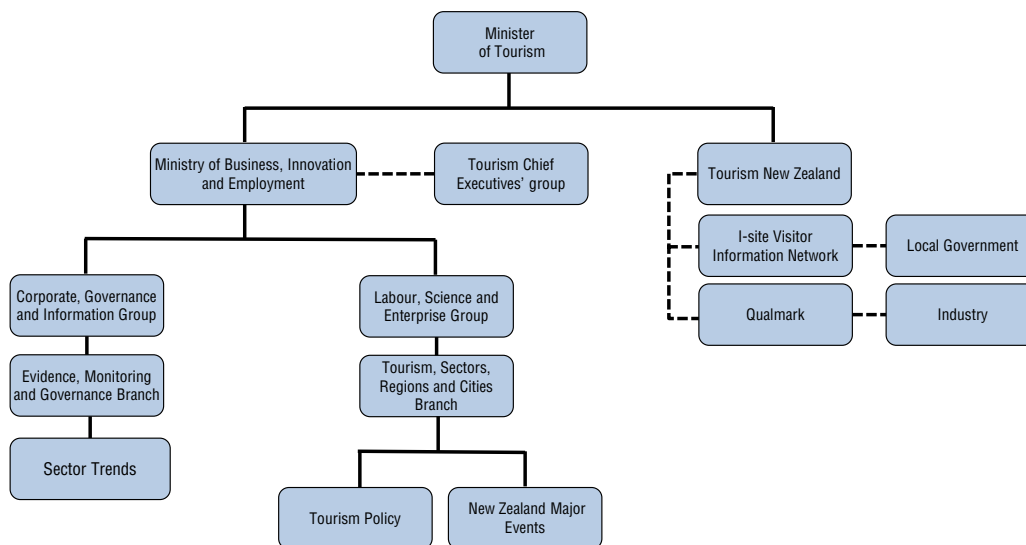 Minister
of Tourism
Ministry of Business, Innovation
and Employment
Tourism Chief
Executives’ group
Tourism New Zealand
I-site Visitor
Information Network
Local Government
Corporate, Governance
and Information Group
Labour, Science and
Enterprise Group
Qualmark
Industry
Evidence, Monitoring
and Governance Branch
Tourism, Sectors,
Regions and Cities
Branch
Sector Trends
Tourism Policy
New Zealand Major
Events